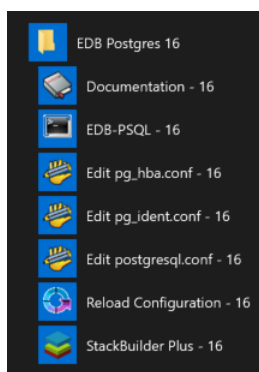 EDB Postgres 16
Documentation - 16
EDB-PSQL - 16
Edit pg_hba.conf - 16
Edit pg_ident.conf - 16
Edit postgresql.conf - 16
Reload Configuration - 16
StackBuilder Plus - 16